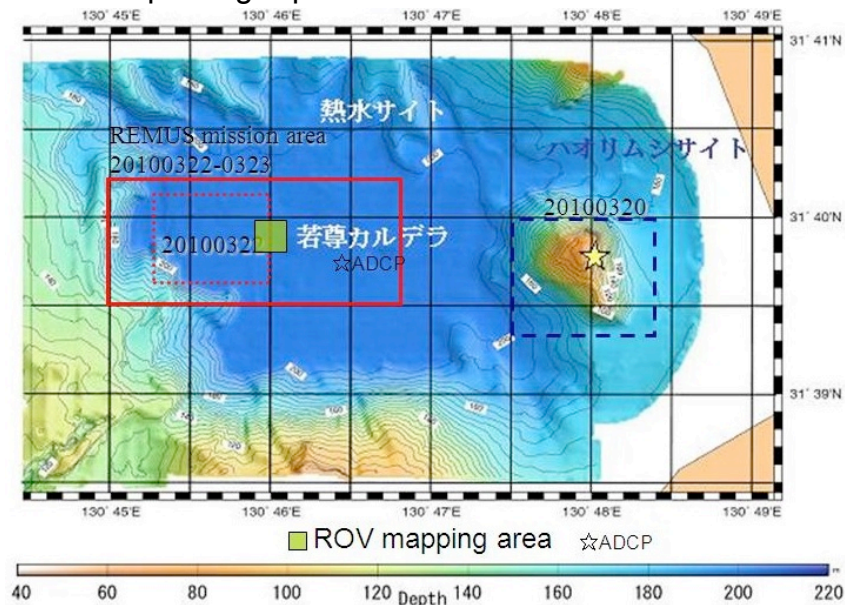 130˚45'E 130˚46'E 130˚47'E 130˚48'E 130˚49'E
31˚41'N
熱水サイト
REMUS mission area
20100322-0323
ハオリムシサイト
20100320
31˚40'N
20100322
若尊カルデラ
☆ADCP
31˚39'N
130˚45'E 130˚46'E 130˚47'E 130˚48'E 130˚49'E
ROV mapping area ☆ADCP
40 60 80 100 120 140 160 180 200 220
Depth